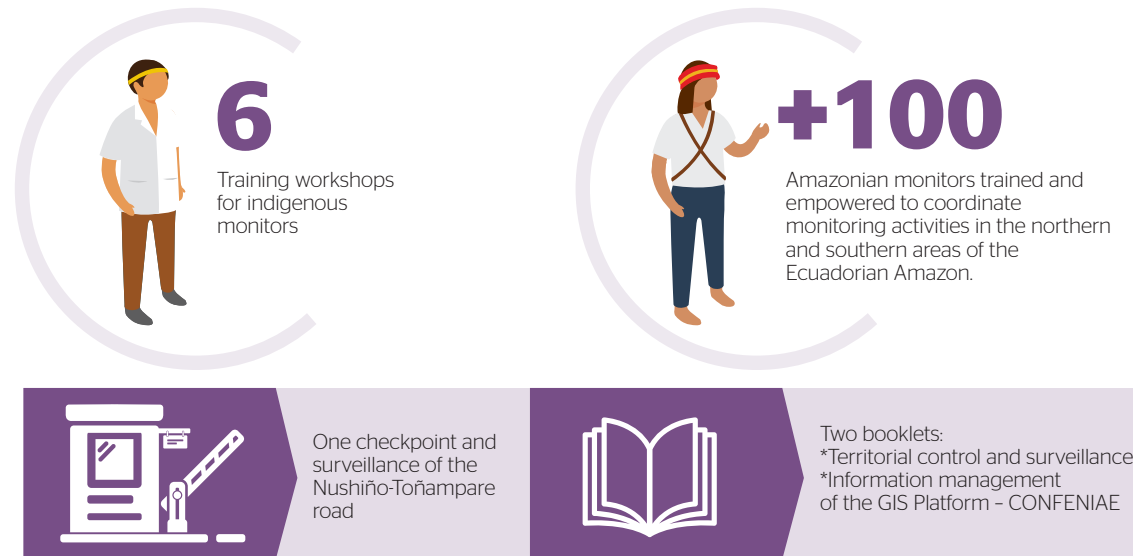 6
Training workshops
for indigenous
monitors
+100
Amazonian monitors trained and
empowered to coordinate
monitoring activities in the northern
and southern areas of the
Ecuadorian Amazon.
One checkpoint and
surveillance of the
Nushiño-Toñampare
road
Two booklets:
*Territorial control and surveillance
*Information management
of the GIS Platform – CONFENIAE